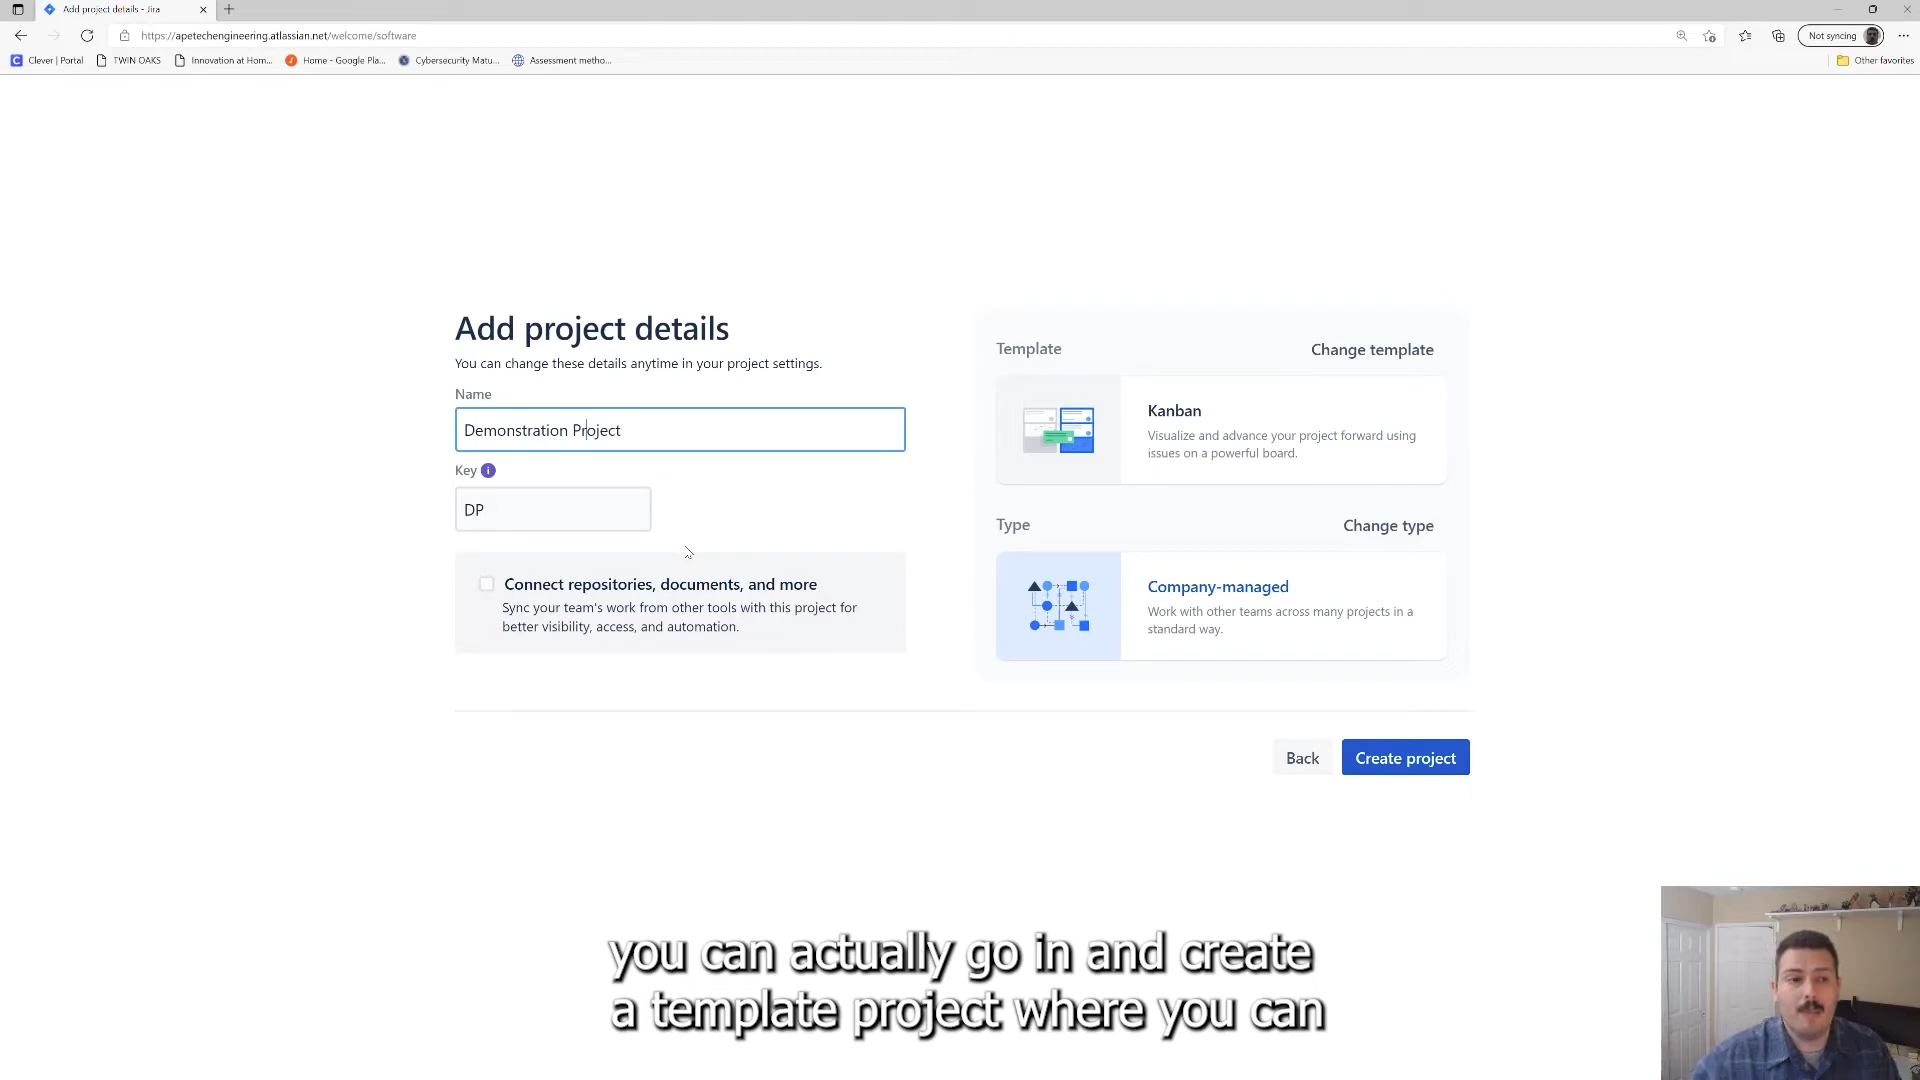 Add project details - Jira
https://apetechengineering.atlassian.net/welcome/software
Not syncing
Clever | Portal
TWIN OAKS
Innovation at Hom...
Home - Google Pla...
Cybersecurity Matu...
Assessment metho...
Other favorites
Add project details
You can change these details anytime in your project settings.
Name
Demonstration Project
Key
DP
Connect repositories, documents, and more
Sync your team's work from other tools with this project for
better visibility, access, and automation.
Template
Change template
Kanban
Visualize and advance your project forward using
issues on a powerful board.
Type
Change type
Company-managed
Work with other teams across many projects in a
standard way.
Back
Create project
you can actually go in and create
a template project where you can